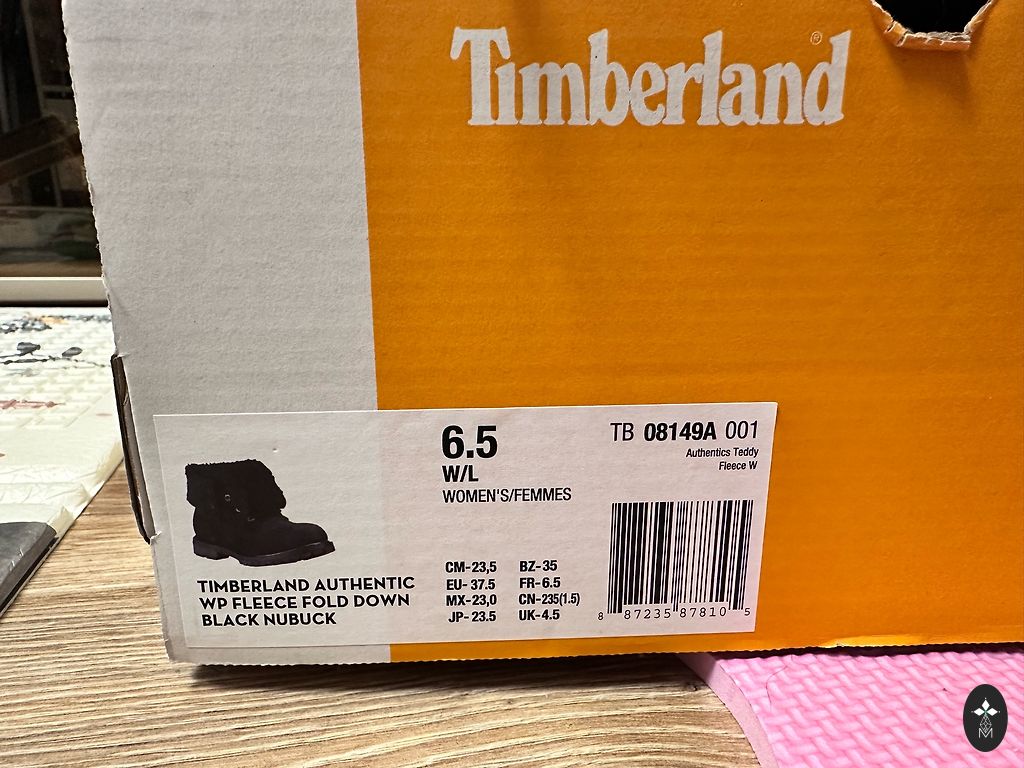 Timberland®
6.5
W/L
WOMEN'S/FEMMES
TB 08149A 001
Authentics Teddy
Fleece W
CM-23,5 BZ-35
EU-37.5 FR-6.5
MX-23,0 CN-235(1.5)
JP-23.5 UK-4.5
TIMBERLAND AUTHENTIC
WP FLEECE FOLD DOWN
BLACK NUBUCK
8 87235 87810 5
M